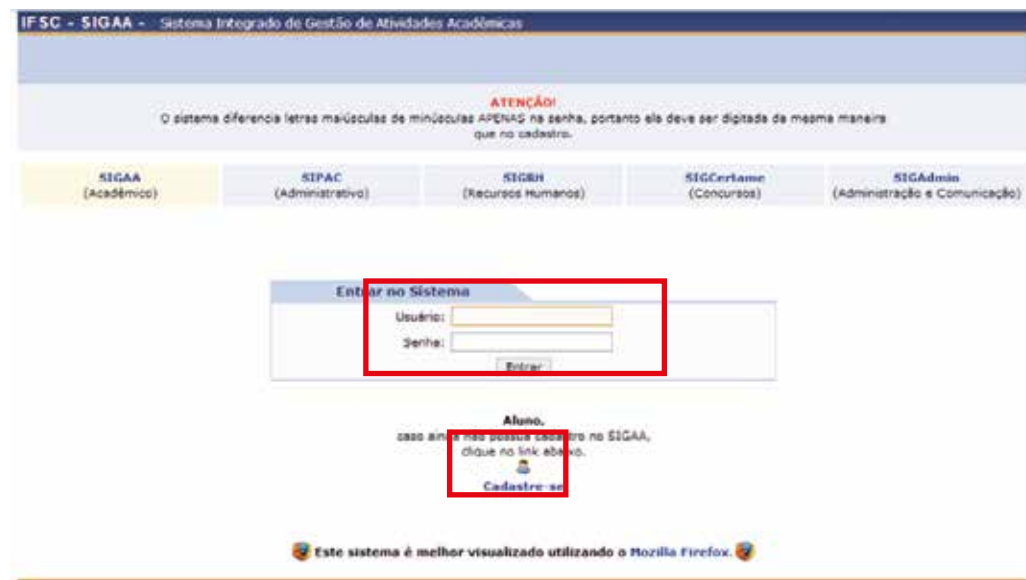 IFSC - SIGAA - Sistema Integrado de Gestão de Atividades Acadêmicas
ATENÇÃO!
O sistema diferencia letras maiúsculas de minúsculas APENAS na senha, portanto ela deve ser digitada da mesma maneira
que no cadastro.
SIGAA SIPAC SIGRH SIGCertame SIGAdmin
(Acadêmico) (Administrativo) (Recursos Humanos) (Concursos) (Administração e Comunicação)
Entrar no Sistema
Usuário:
Senha:
Entrar
Aluno,
caso ainda não possua cadastro no SIGAA,
clique no link abaixo.
Cadastre-se
Este sistema é melhor visualizado utilizando o Mozilla Firefox.